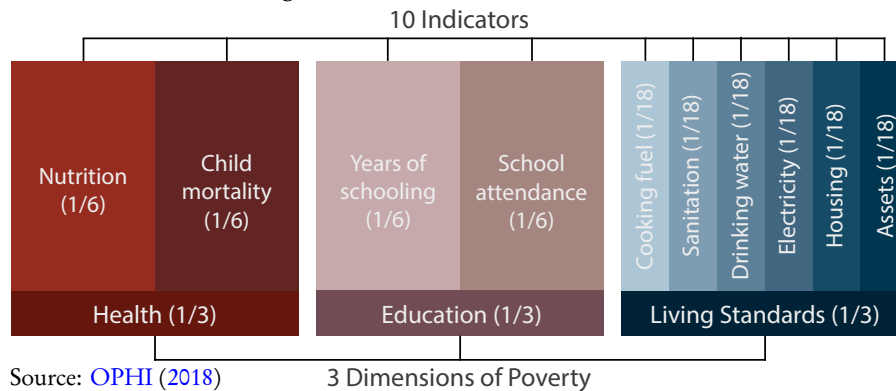 10 Indicators
Nutrition
(1/6)
Child
mortality
(1/6)
Years of
schooling
(1/6)
School
attendance
(1/6)
Cooking fuel (1/18)
Sanitation (1/18)
Drinking water (1/18)
Electricity (1/18)
Housing (1/18)
Assets (1/18)
Health (1/3)
Education (1/3)
Living Standards (1/3)
Source: OPHI (2018)
3 Dimensions of Poverty